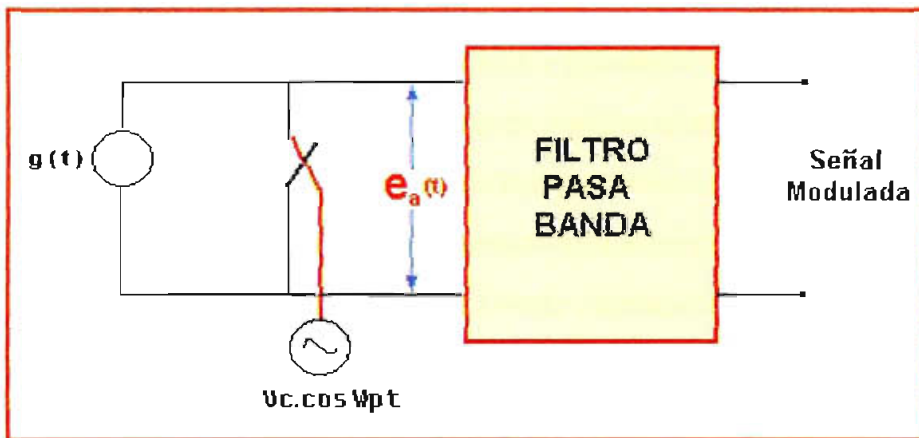 g(t)
eₐ(t)
FILTRO
PASA
BANDA
Señal
Modulada
Vc.cos Wpt